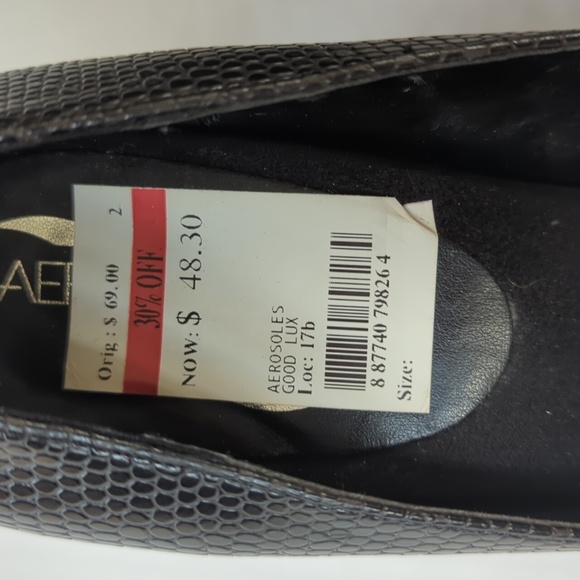 AER
Orig : $ 69.00 2
30% OFF
NOW: $ 48.30
AEROSOLES
GOOD LUX
Loc: 17b
8 87740 79826 4
Size: